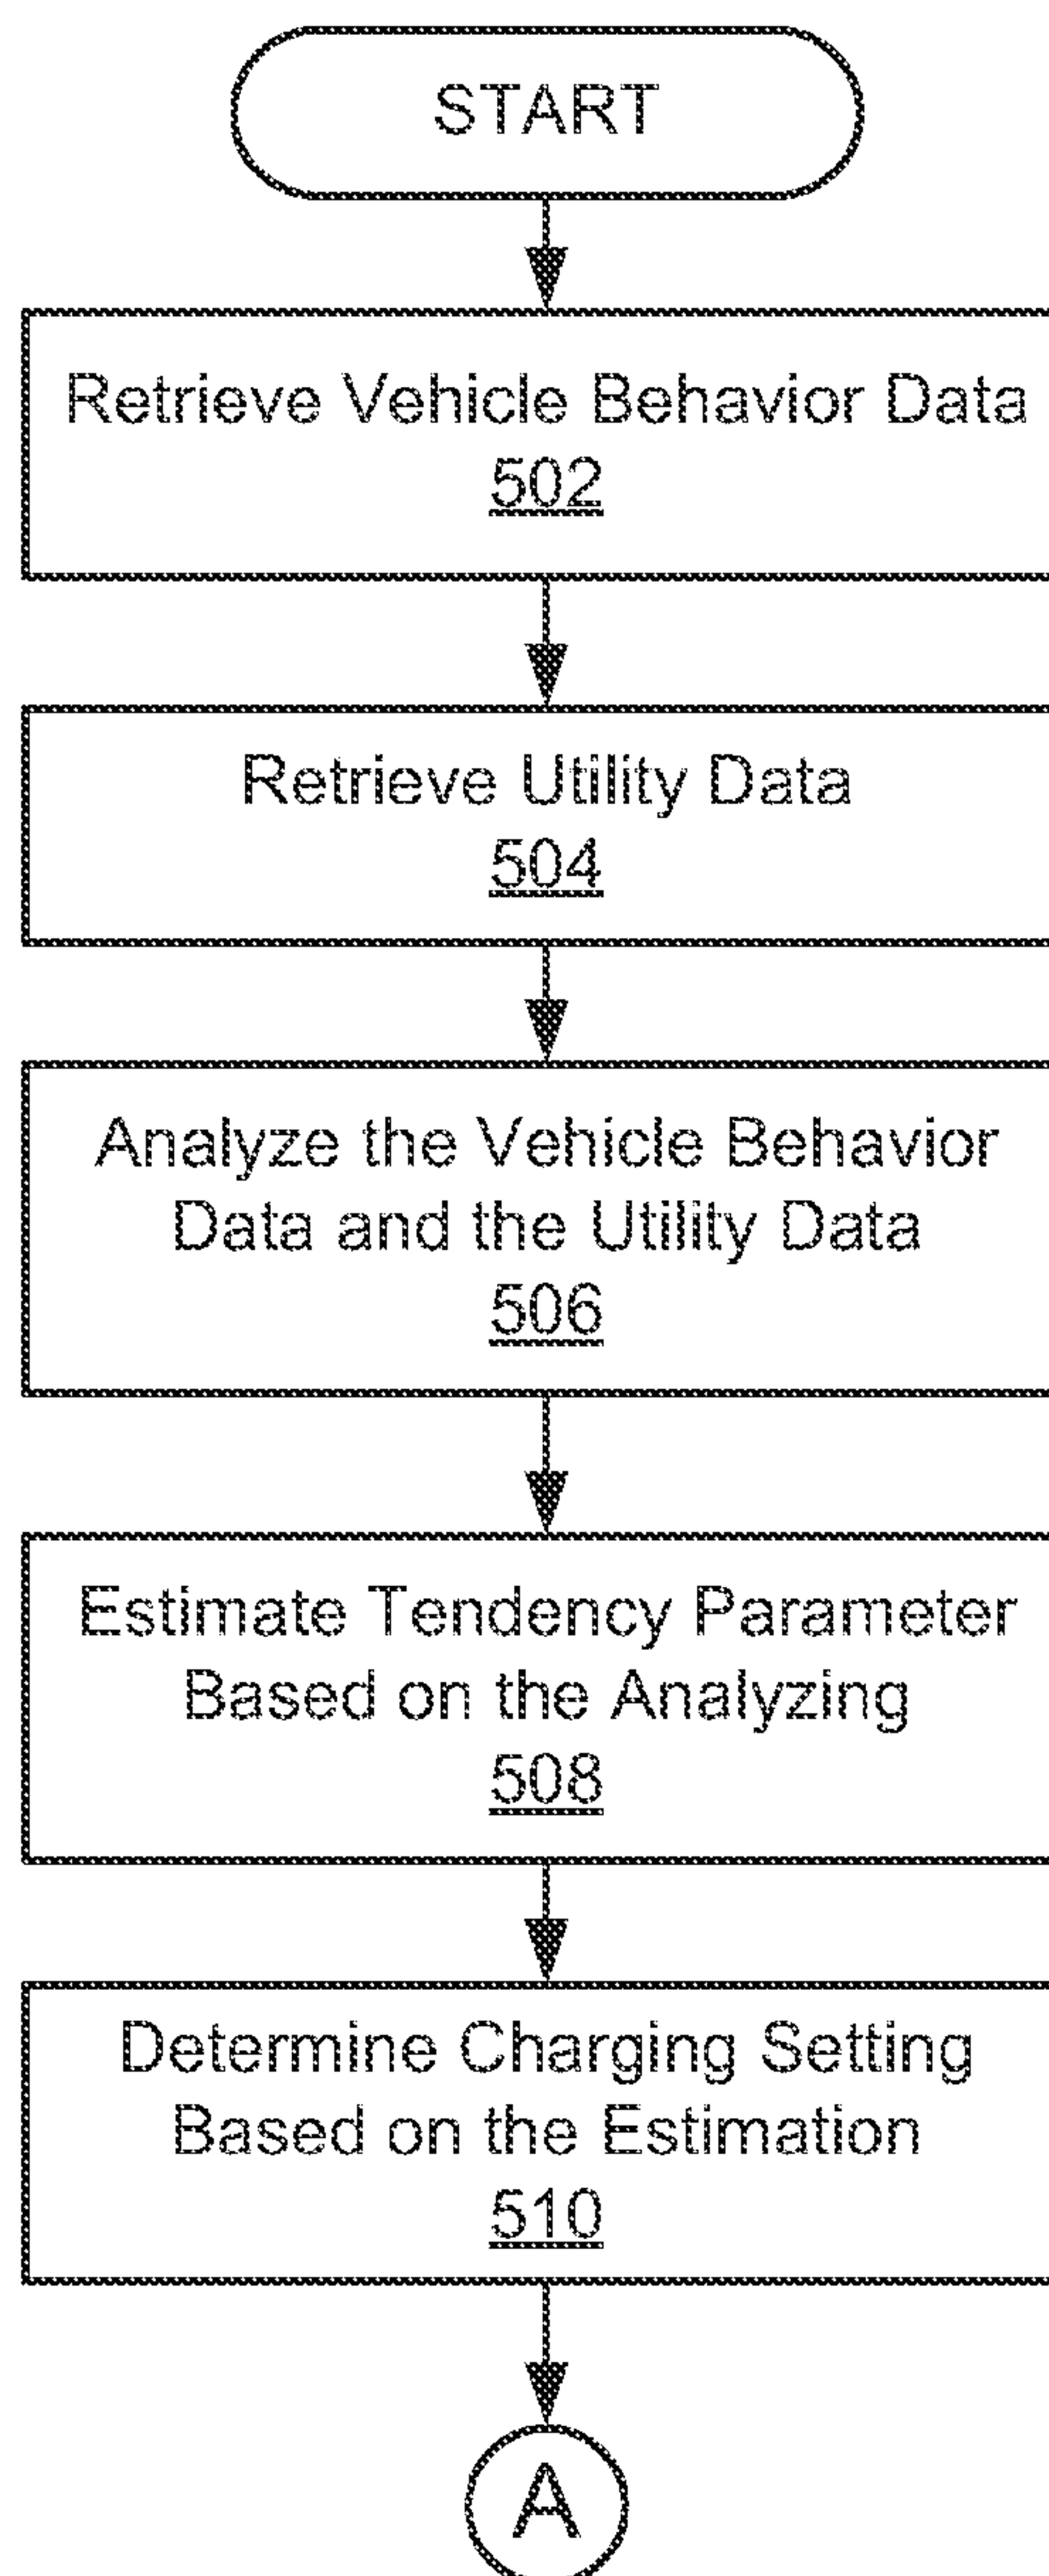 START
Retrieve Vehicle Behavior Data
502
Retrieve Utility Data
504
Analyze the Vehicle Behavior
Data and the Utility Data
506
Estimate Tendency Parameter
Based on the Analyzing
508
Determine Charging Setting
Based on the Estimation
510
A